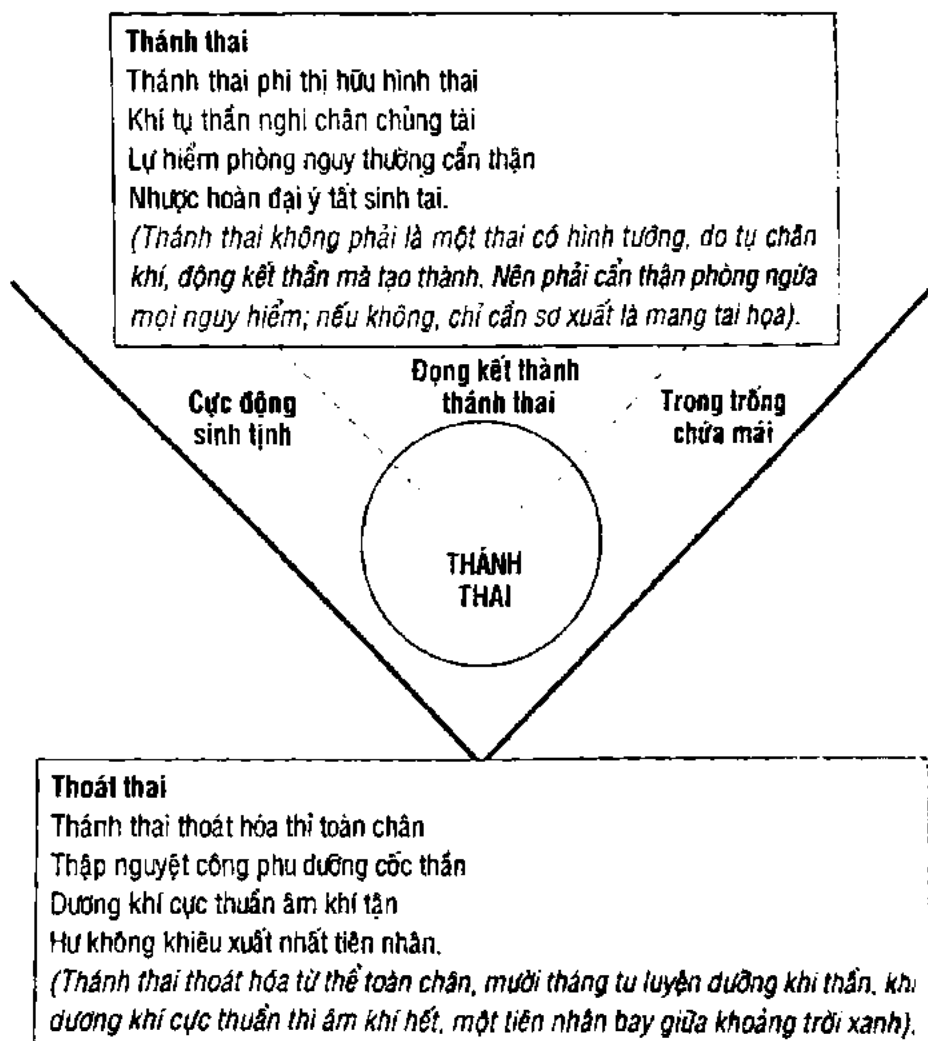 Thánh thai
Thánh thai phi thị hữu hình thai
Khí tụ thần nghi chân chủng tài
Lự hiểm phòng nguy thường cẩn thận
Nhược hoàn đại ý tất sinh tai.
(Thánh thai không phải là một thai có hình tướng, do tụ chân
khí, động kết thần mà tạo thành. Nên phải cẩn thận phòng ngừa
mọi nguy hiểm; nếu không, chỉ cần sơ xuất là mang tai họa).
Cực động
sinh tịnh
Đọng kết thành
thánh thai
Trong trống
chứa mái
THÁNH
THAI
Thoát thai
Thánh thai thoát hóa thỉ toàn chân
Thập nguyệt công phu dưỡng cốc thần
Dương khí cực thuần âm khí tận
Hư không khiêu xuất nhất tiên nhân.
(Thánh thai thoát hóa từ thể toàn chân, mười tháng tu luyện dưỡng khí thần, khi
dương khí cực thuần thì âm khí hết, một tiên nhân bay giữa khoảng trời xanh).